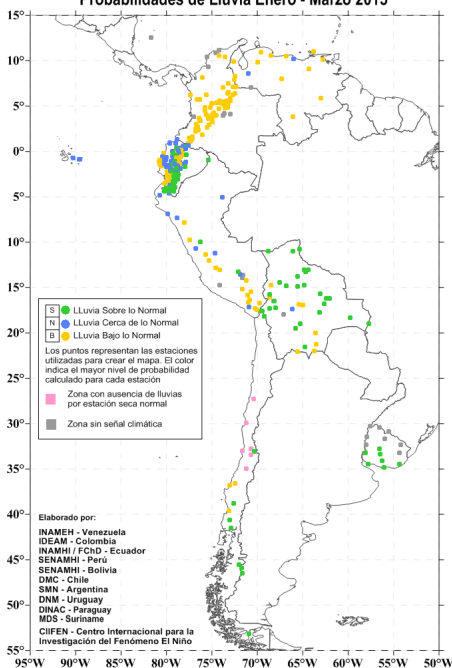 Probabilidades de Lluvia Enero - Marzo 2015
15°
10°
5°
0°
5°
10°
15°
20°
25°
30°
35°
40°
45°
50°
55°
S LLuvia Sobre lo Normal
N LLuvia Cerca de lo Normal
B LLuvia Bajo lo Normal
Los puntos representan las estaciones
utilizadas para crear el mapa. El color
indica el mayor nivel de probabilidad
calculado para cada estación
Zona con ausencia de lluvias
por estación seca normal
Zona sin señal climática
Elaborado por:
INAMEH - Venezuela
IDEAM - Colombia
INAMHI / FChD - Ecuador
SENAMHI - Perú
SENAMHI - Bolivia
DMC - Chile
SMN - Argentina
DNM - Uruguay
DINAC - Paraguay
MDS - Suriname
CIIFEN - Centro Internacional para la
Investigación del Fenómeno El Niño
95°W 90°W 85°W 80°W 75°W 70°W 65°W 60°W 55°W 50°W